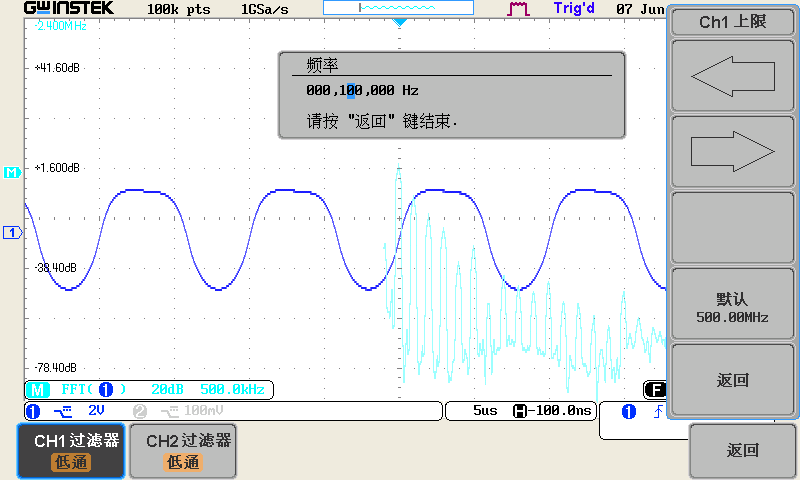 GWINSTEK 100k pts 1GSa/s Trig'd 07 Jun
-2.400MHz
Ch1 上限
+41.60dB
频率
000,100,000 Hz
请按 "返回" 键结束.
M
+1.600dB
1
-38.40dB
默认
500.00MHz
-78.40dB
返回
M FFT( 1 ) 20dB 500.0kHz
F
1 2V 2 100mV
5us H -100.0ns
1
CH1 过滤器
低通
CH2 过滤器
低通
返回